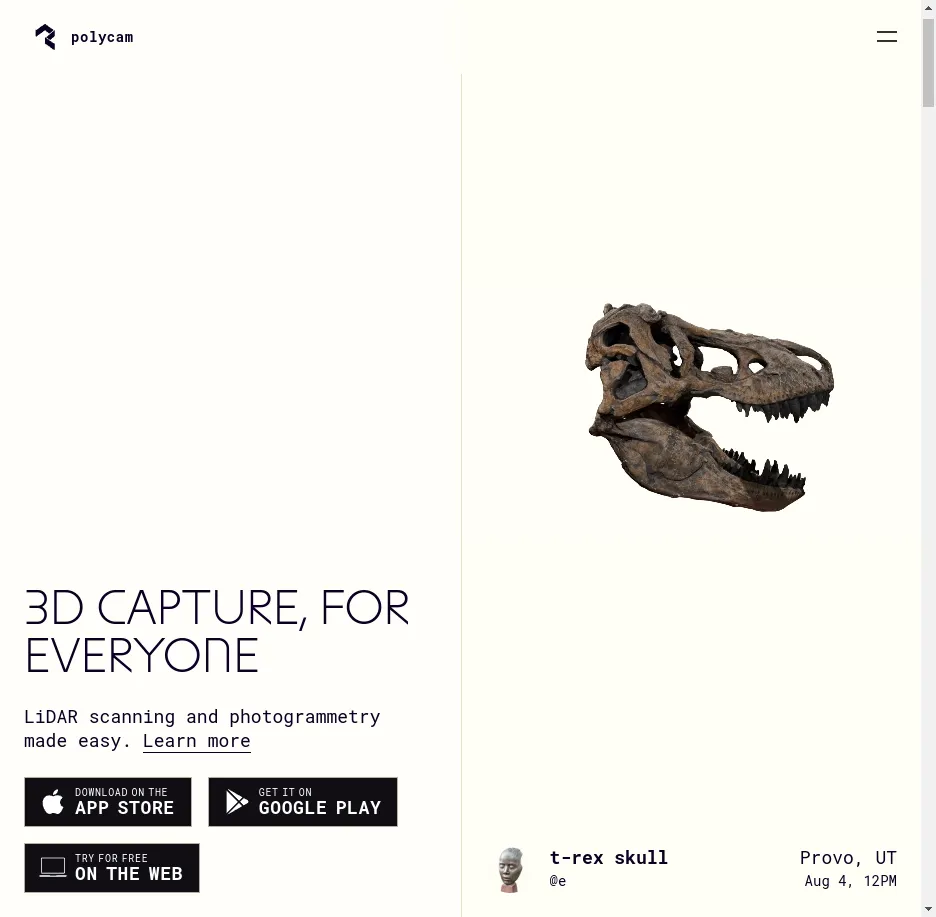 polycam
3D CAPTURE, FOR
EVERYONE
LiDAR scanning and photogrammetry
made easy. Learn more
DOWNLOAD ON THE
APP STORE
GET IT ON
GOOGLE PLAY
TRY FOR FREE
ON THE WEB
t-rex skull
@e
Provo, UT
Aug 4, 12PM